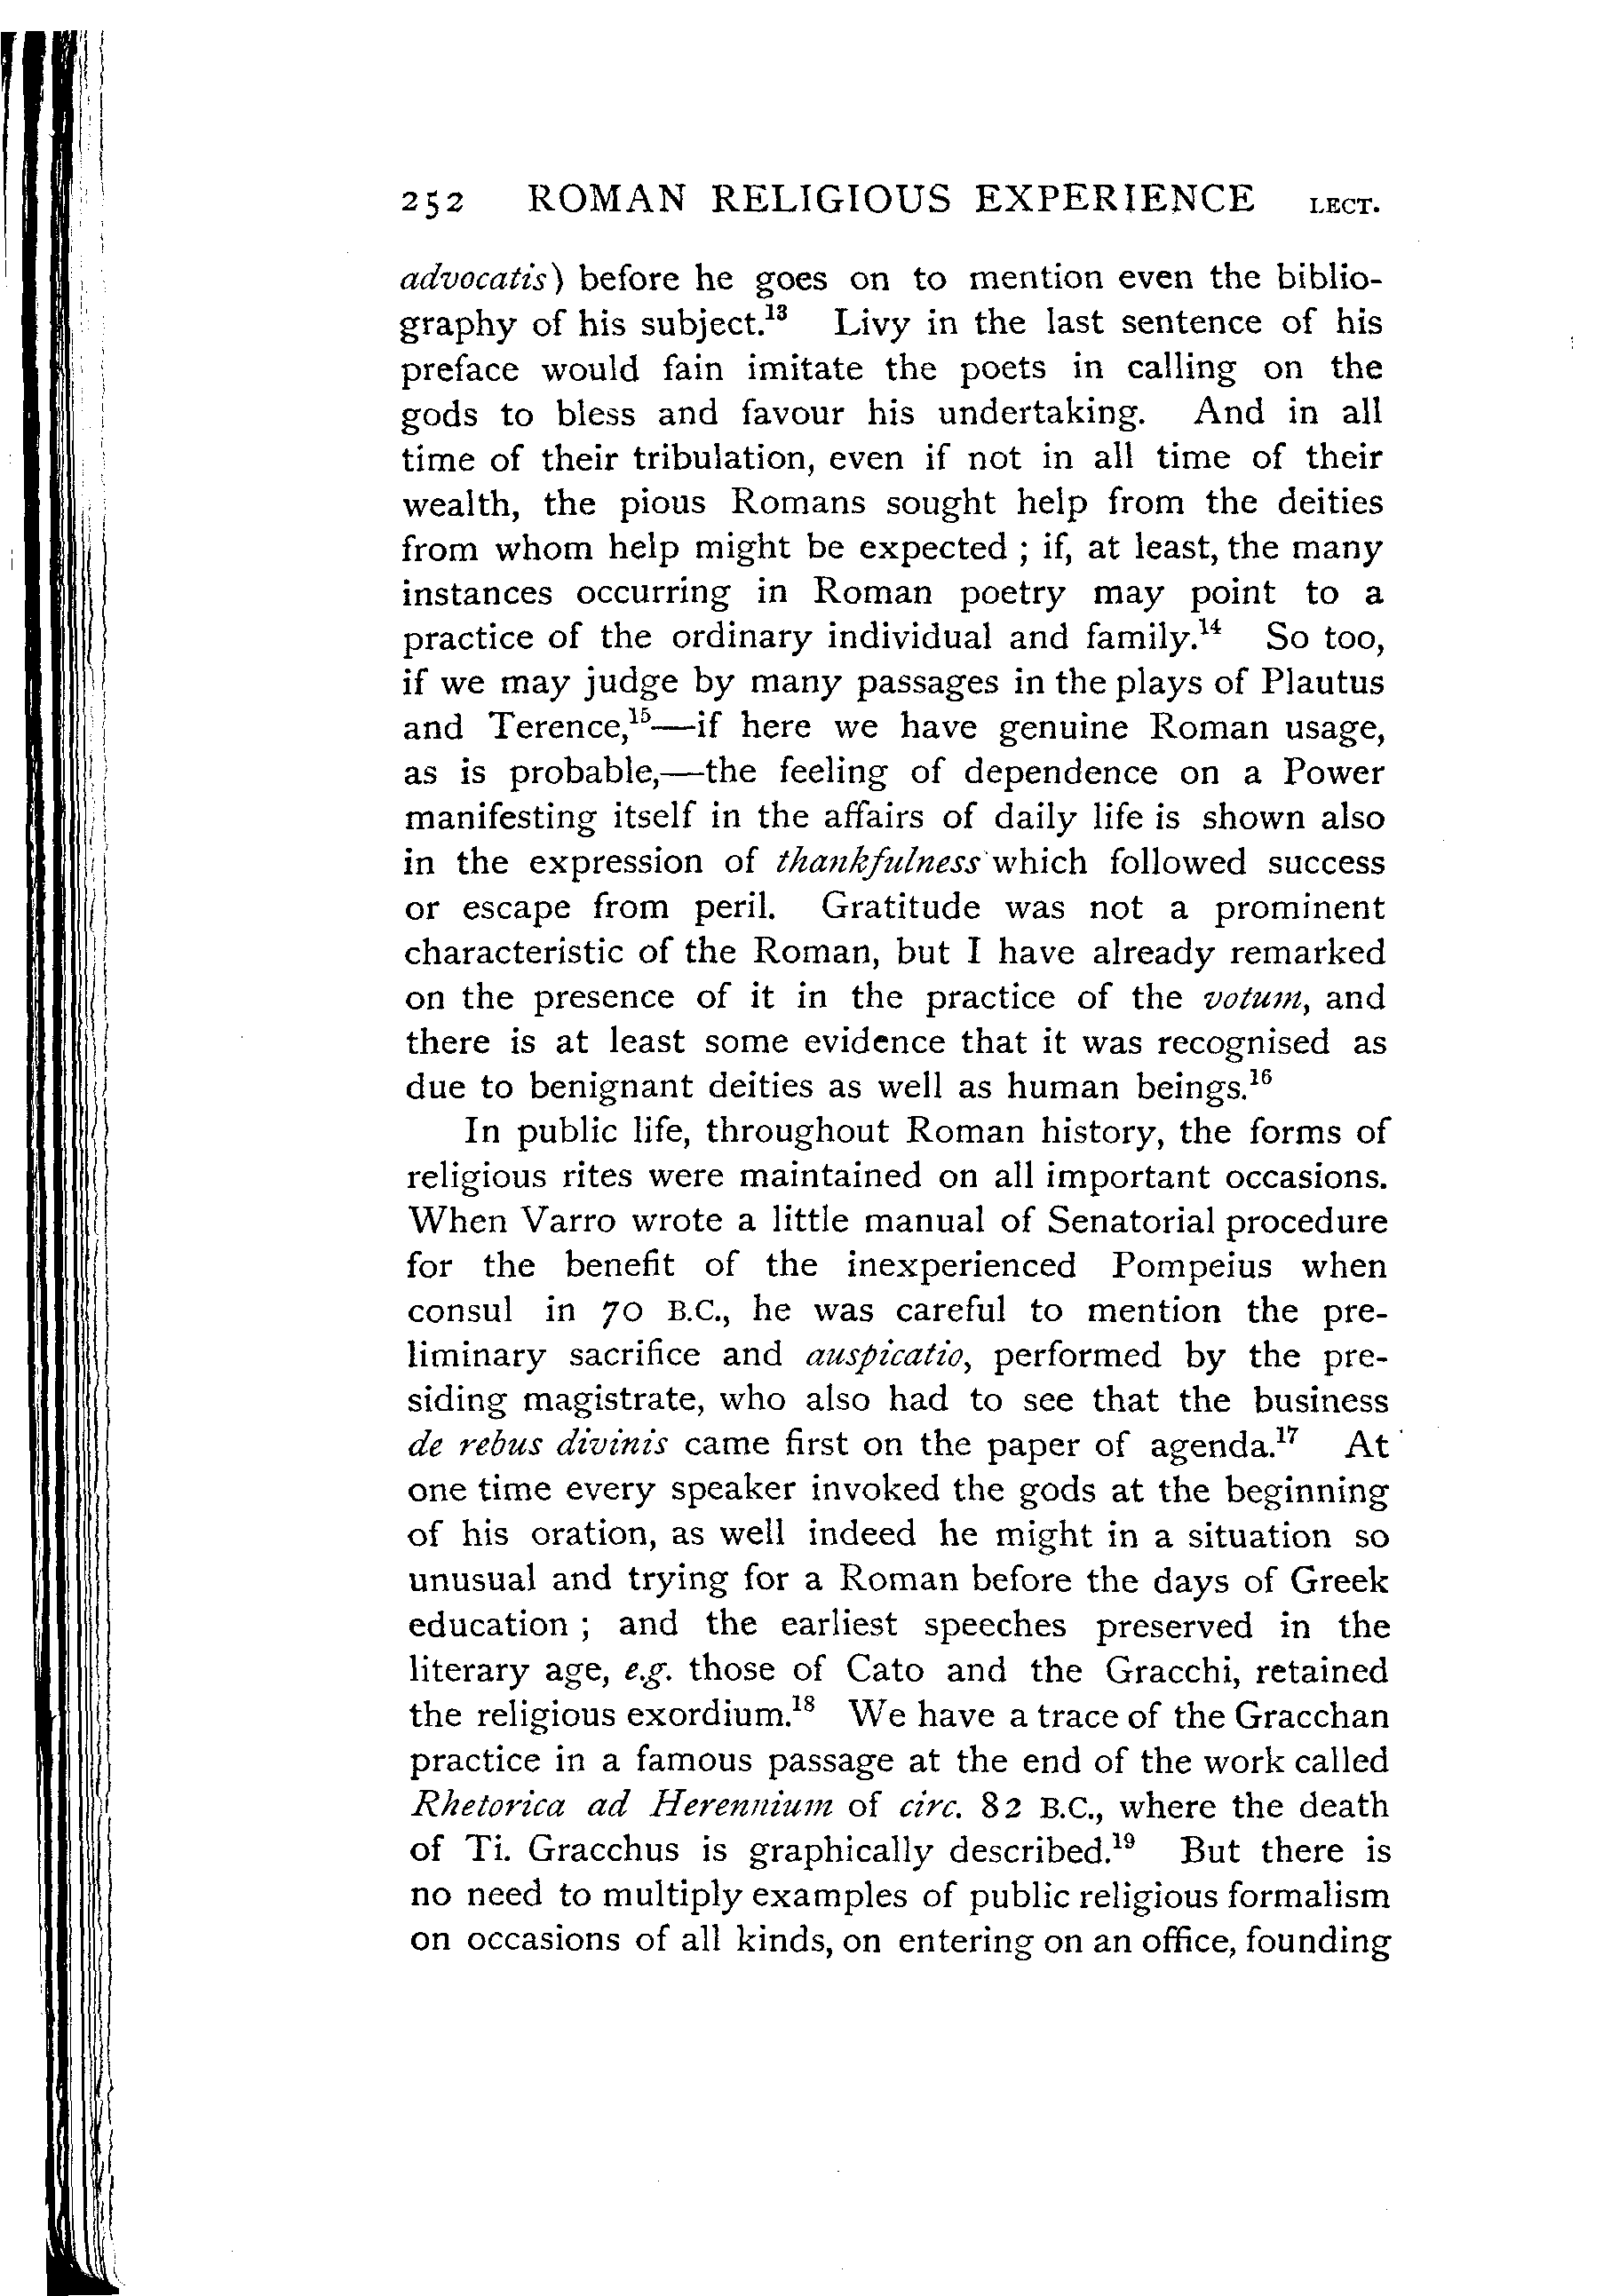 252 ROMAN RELIGIOUS EXPERIENCE LECT.
advocatis) before he goes on to mention even the biblio-
graphy of his subject.¹³ Livy in the last sentence of his
preface would fain imitate the poets in calling on the
gods to bless and favour his undertaking. And in all
time of their tribulation, even if not in all time of their
wealth, the pious Romans sought help from the deities
from whom help might be expected ; if, at least, the many
instances occurring in Roman poetry may point to a
practice of the ordinary individual and family.¹⁴ So too,
if we may judge by many passages in the plays of Plautus
and Terence,¹⁵—if here we have genuine Roman usage,
as is probable,—the feeling of dependence on a Power
manifesting itself in the affairs of daily life is shown also
in the expression of thankfulness which followed success
or escape from peril. Gratitude was not a prominent
characteristic of the Roman, but I have already remarked
on the presence of it in the practice of the votum, and
there is at least some evidence that it was recognised as
due to benignant deities as well as human beings.¹⁶
In public life, throughout Roman history, the forms of
religious rites were maintained on all important occasions.
When Varro wrote a little manual of Senatorial procedure
for the benefit of the inexperienced Pompeius when
consul in 70 B.C., he was careful to mention the pre-
liminary sacrifice and auspicatio, performed by the pre-
siding magistrate, who also had to see that the business
de rebus divinis came first on the paper of agenda.¹⁷ At
one time every speaker invoked the gods at the beginning
of his oration, as well indeed he might in a situation so
unusual and trying for a Roman before the days of Greek
education ; and the earliest speeches preserved in the
literary age, e.g. those of Cato and the Gracchi, retained
the religious exordium.¹⁸ We have a trace of the Gracchan
practice in a famous passage at the end of the work called
Rhetorica ad Herennium of circ. 82 B.C., where the death
of Ti. Gracchus is graphically described.¹⁹ But there is
no need to multiply examples of public religious formalism
on occasions of all kinds, on entering on an office, founding